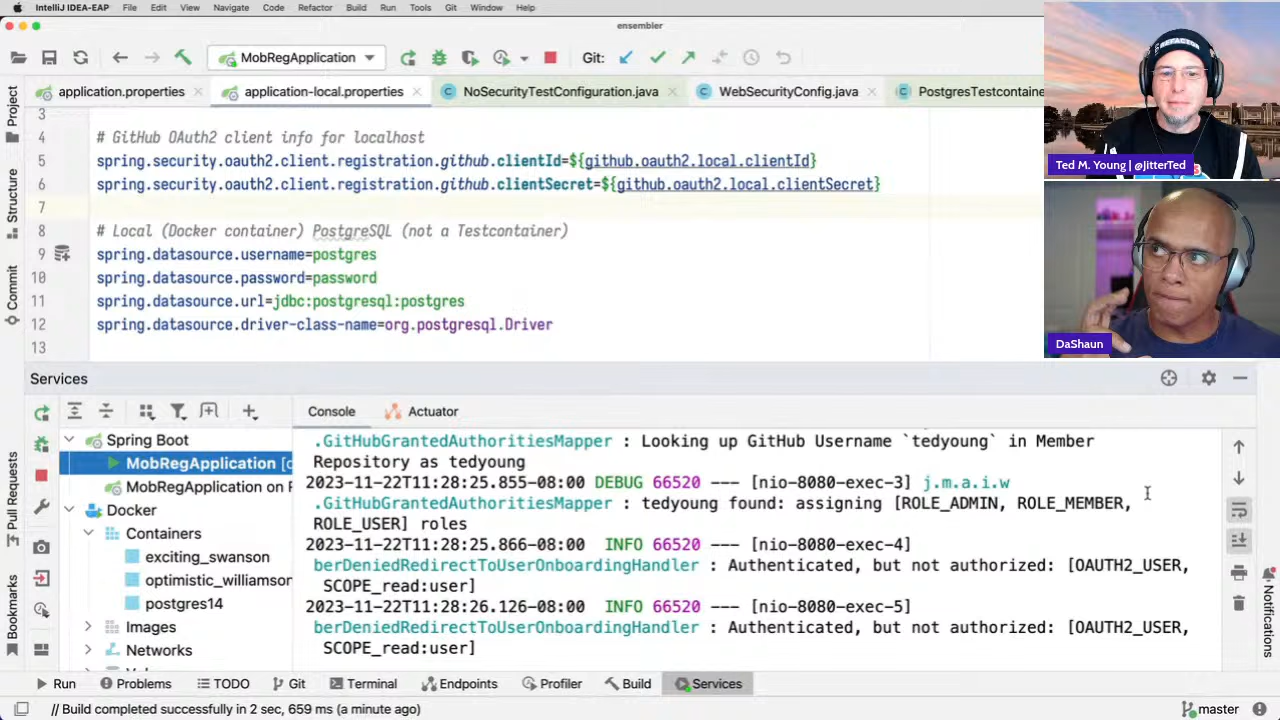 IntelliJ IDEA-EAP File Edit View Navigate Code Refactor Build Run Tools Git Window Help
ensembler
MobRegApplication Git:
application.properties application-local.properties NoSecurityTestConfiguration.java WebSecurityConfig.java PostgresTestcontaine
3
4 # GitHub OAuth2 client info for localhost
5 spring.security.oauth2.client.registration.github.clientId=${github.oauth2.local.clientId}
6 spring.security.oauth2.client.registration.github.clientSecret=${github.oauth2.local.clientSecret}
7
8 # Local (Docker container) PostgreSQL (not a Testcontainer)
9 spring.datasource.username=postgres
10 spring.datasource.password=password
11 spring.datasource.url=jdbc:postgresql:postgres
12 spring.datasource.driver-class-name=org.postgresql.Driver
13
Project
Structure
Commit
Pull Requests
Bookmarks
REFACTOR
Ted M. Young | @JitterTed
DaShaun
Services
Console Actuator
Spring Boot
MobRegApplication [
MobRegApplication on
Docker
Containers
exciting_swanson
optimistic_williamson
postgres14
Images
Networks
.GitHubGrantedAuthoritiesMapper : Looking up GitHub Username `tedyoung` in Member
Repository as tedyoung
2023-11-22T11:28:25.855-08:00 DEBUG 66520 --- [nio-8080-exec-3] j.m.a.i.w
.GitHubGrantedAuthoritiesMapper : tedyoung found: assigning [ROLE_ADMIN, ROLE_MEMBER,
ROLE_USER] roles
2023-11-22T11:28:25.866-08:00 INFO 66520 --- [nio-8080-exec-4]
berDeniedRedirectToUserOnboardingHandler : Authenticated, but not authorized: [OAUTH2_USER,
SCOPE_read:user]
2023-11-22T11:28:26.126-08:00 INFO 66520 --- [nio-8080-exec-5]
berDeniedRedirectToUserOnboardingHandler : Authenticated, but not authorized: [OAUTH2_USER,
SCOPE_read:user]
Notifications
Run Problems TODO Git Terminal Endpoints Profiler Build Services
// Build completed successfully in 2 sec, 659 ms (a minute ago) master